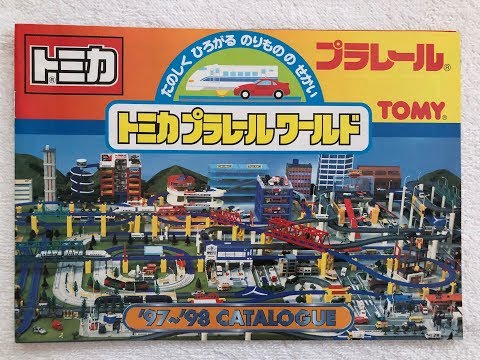 トミカ®
たのしく ひろがる のりもの の せかい
プラレール®
TOMY®
トミカプラレールワールド
'97~'98 CATALOGUE